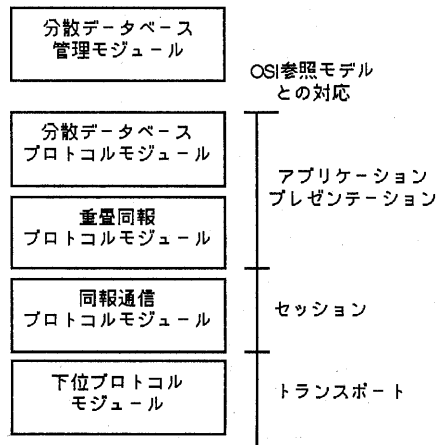 分散データベース
管理モジュール
OSI参照モデル
との対応
分散データベース
プロトコルモジュール
アプリケーション
プレゼンテーション
重畳同報
プロトコルモジュール
同報通信
プロトコルモジュール
セッション
下位プロトコル
モジュール
トランスポート